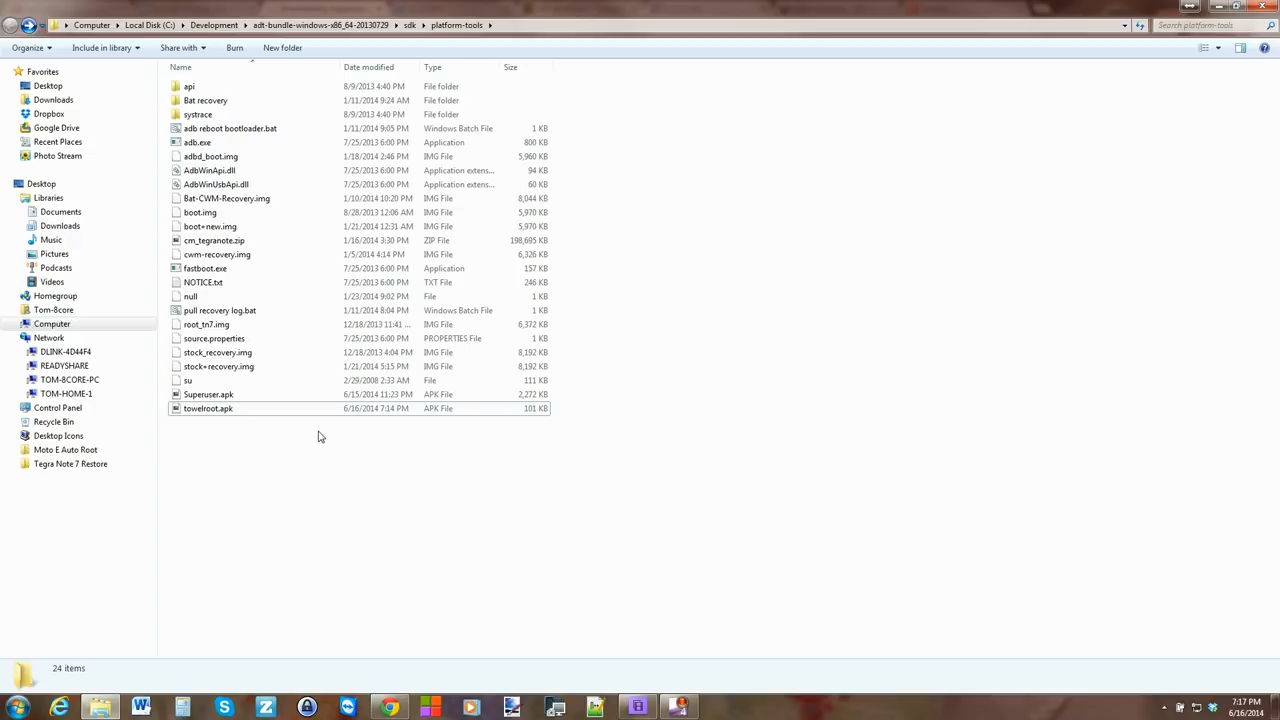 Computer ▸ Local Disk (C:) ▸ Development ▸ adt-bundle-windows-x86_64-20130729 ▸ sdk ▸ platform-tools ▸ Search platform-tools
Organize Include in library Share with Burn New folder
Name Date modified Type Size
Favorites
Desktop
Downloads
Dropbox
Google Drive
Recent Places
Photo Stream
Desktop
Libraries
Documents
Downloads
Music
Pictures
Podcasts
Videos
Homegroup
Tom-8core
Computer
Network
DLINK-4D44F4
READYSHARE
TOM-8CORE-PC
TOM-HOME-1
Control Panel
Recycle Bin
Desktop Icons
Moto E Auto Root
Tegra Note 7 Restore
api 8/9/2013 4:40 PM File folder
Bat recovery 1/11/2014 9:24 AM File folder
systrace 8/9/2013 4:40 PM File folder
adb reboot bootloader.bat 1/11/2014 9:05 PM Windows Batch File 1 KB
adb.exe 7/25/2013 6:00 PM Application 800 KB
adbd_boot.img 1/18/2014 2:46 PM IMG File 5,960 KB
AdbWinApi.dll 7/25/2013 6:00 PM Application extens... 94 KB
AdbWinUsbApi.dll 7/25/2013 6:00 PM Application extens... 60 KB
Bat-CWM-Recovery.img 1/10/2014 10:20 PM IMG File 8,044 KB
boot.img 8/28/2013 12:06 AM IMG File 5,970 KB
boot=new.img 1/21/2014 12:31 AM IMG File 5,970 KB
cm_tegranote.zip 1/16/2014 3:30 PM ZIP File 198,695 KB
cwm-recovery.img 1/5/2014 4:14 PM IMG File 6,326 KB
fastboot.exe 7/25/2013 6:00 PM Application 157 KB
NOTICE.txt 7/25/2013 6:00 PM TXT File 246 KB
null 1/23/2014 9:02 PM File 1 KB
pull recovery log.bat 1/11/2014 8:04 PM Windows Batch File 1 KB
root_tn7.img 12/18/2013 11:41 ... IMG File 6,372 KB
source.properties 7/25/2013 6:00 PM PROPERTIES File 1 KB
stock_recovery.img 12/18/2013 4:04 PM IMG File 8,192 KB
stock=recovery.img 1/21/2014 5:15 PM IMG File 8,192 KB
su 2/29/2008 2:33 AM File 111 KB
Superuser.apk 6/15/2014 11:23 PM APK File 2,272 KB
towelroot.apk 6/16/2014 7:14 PM APK File 101 KB
24 items
7:17 PM
6/16/2014